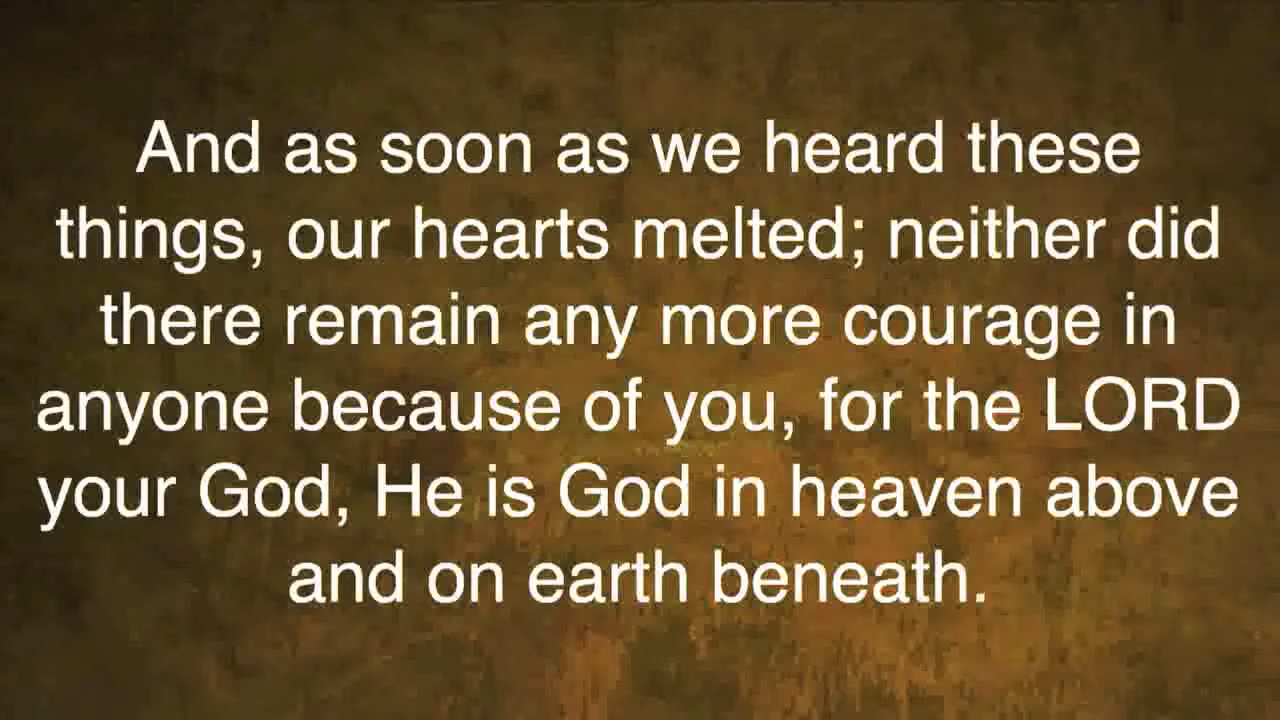 And as soon as we heard these
things, our hearts melted; neither did
there remain any more courage in
anyone because of you, for the LORD
your God, He is God in heaven above
and on earth beneath.